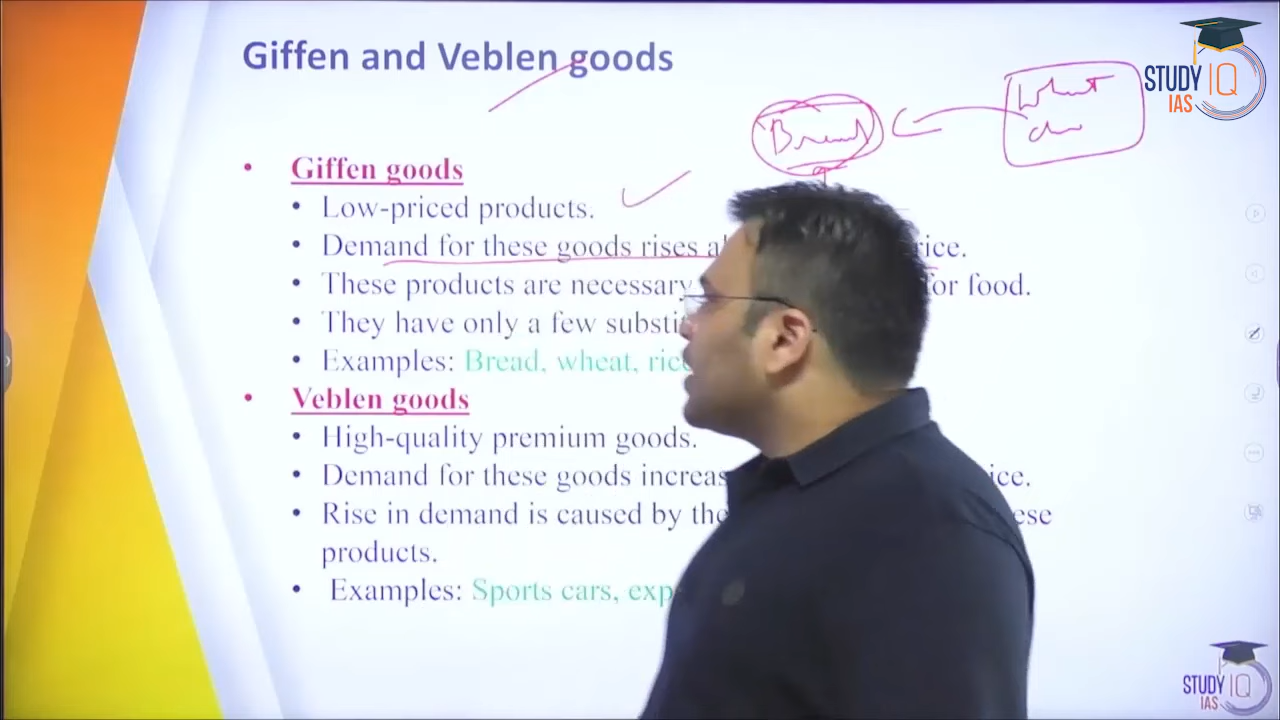 Giffen and Veblen goods
STUDY IQ
IAS
Bread
• Giffen goods
• Low-priced products.
• Demand for these goods rises rice.
• These products are necessary for food.
• They have only a few
• Examples: Bread, wheat,
• Veblen goods
• High-quality premium goods.
• Demand for these goods
• Rise in demand is caused by
products.
• Examples: Sports cars,
STUDY IQ
IAS